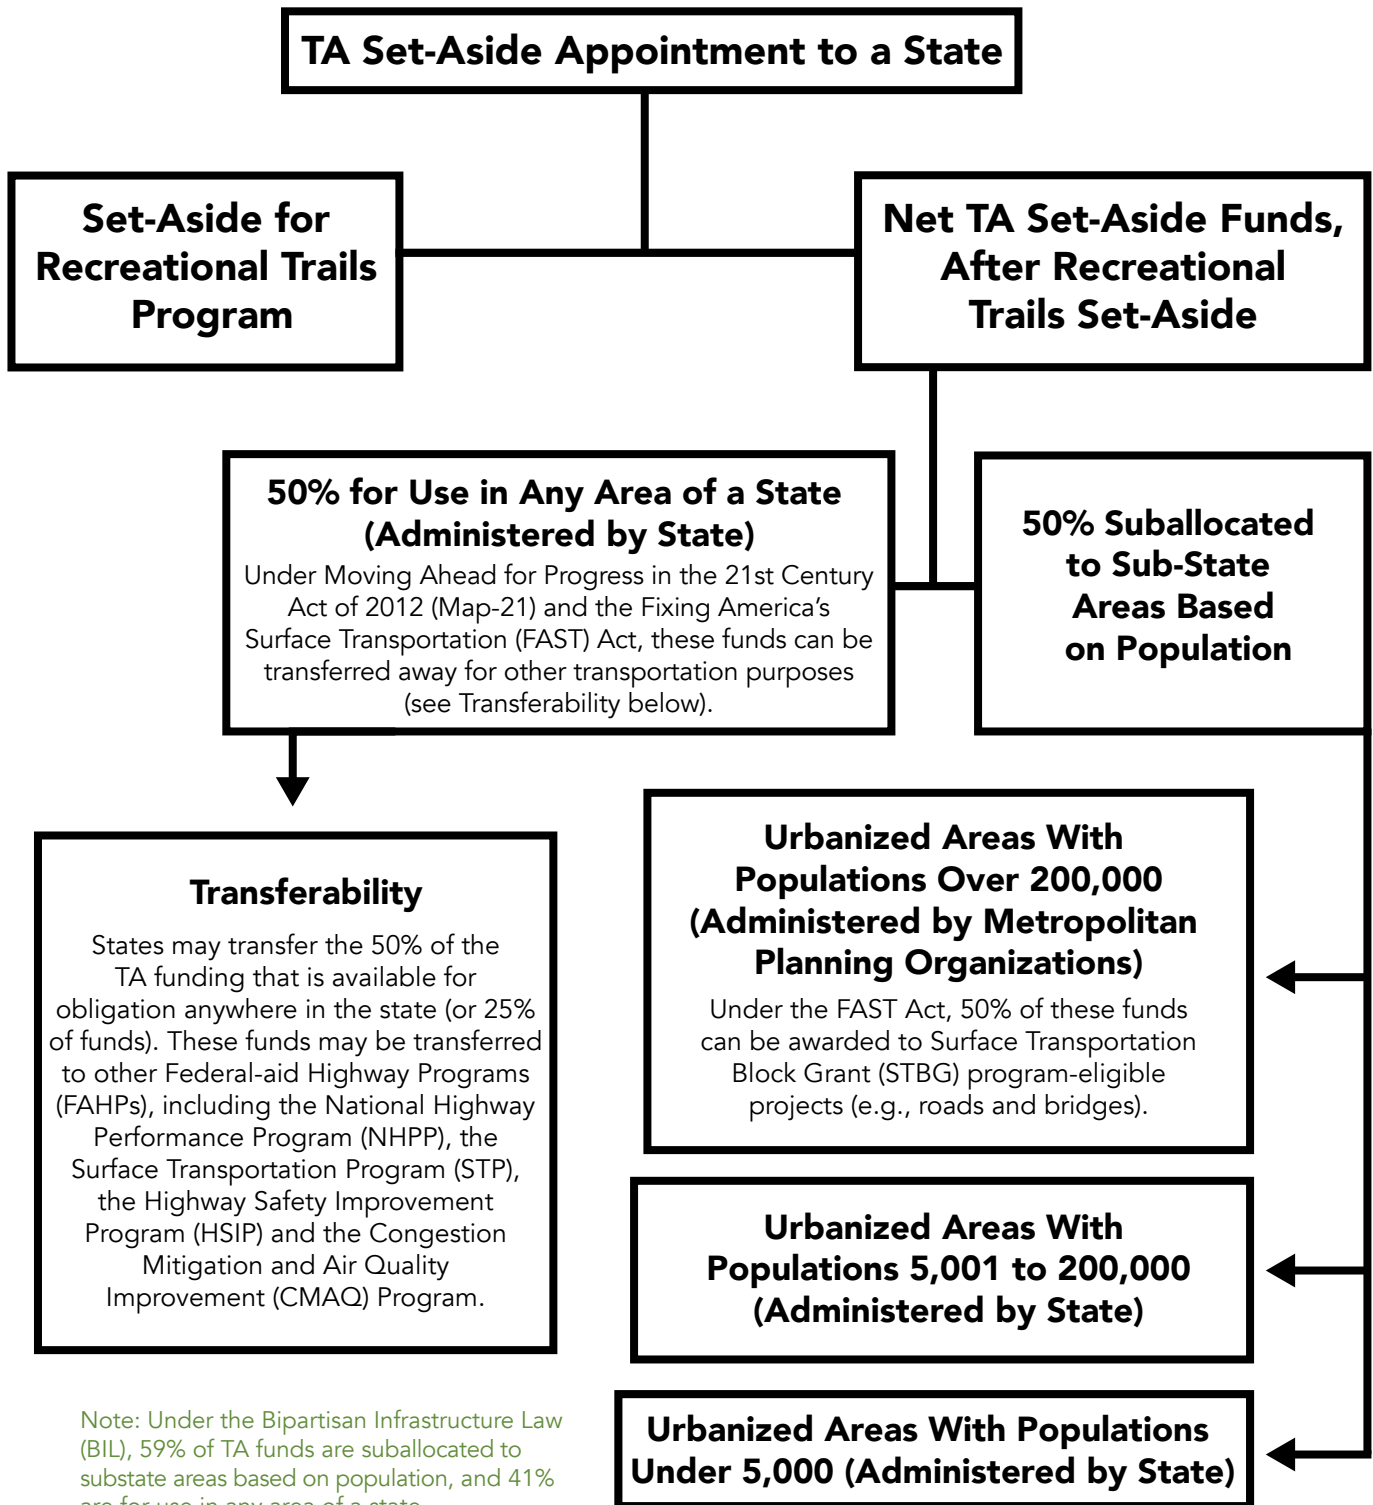 TA Set-Aside Appointment to a State
Set-Aside for
Recreational Trails
Program
Net TA Set-Aside Funds,
After Recreational
Trails Set-Aside
50% for Use in Any Area of a State
(Administered by State)
Under Moving Ahead for Progress in the 21st Century
Act of 2012 (Map-21) and the Fixing America’s
Surface Transportation (FAST) Act, these funds can be
transferred away for other transportation purposes
(see Transferability below).
50% Suballocated
to Sub-State
Areas Based
on Population
Transferability
States may transfer the 50% of the
TA funding that is available for
obligation anywhere in the state (or 25%
of funds). These funds may be transferred
to other Federal-aid Highway Programs
(FAHPs), including the National Highway
Performance Program (NHPP), the
Surface Transportation Program (STP),
the Highway Safety Improvement
Program (HSIP) and the Congestion
Mitigation and Air Quality
Improvement (CMAQ) Program.
Urbanized Areas With
Populations Over 200,000
(Administered by Metropolitan
Planning Organizations)
Under the FAST Act, 50% of these funds
can be awarded to Surface Transportation
Block Grant (STBG) program-eligible
projects (e.g., roads and bridges).
Urbanized Areas With
Populations 5,001 to 200,000
(Administered by State)
Urbanized Areas With Populations
Under 5,000 (Administered by State)
Note: Under the Bipartisan Infrastructure Law
(BIL), 59% of TA funds are suballocated to
substate areas based on population, and 41%
are for use in any area of a state